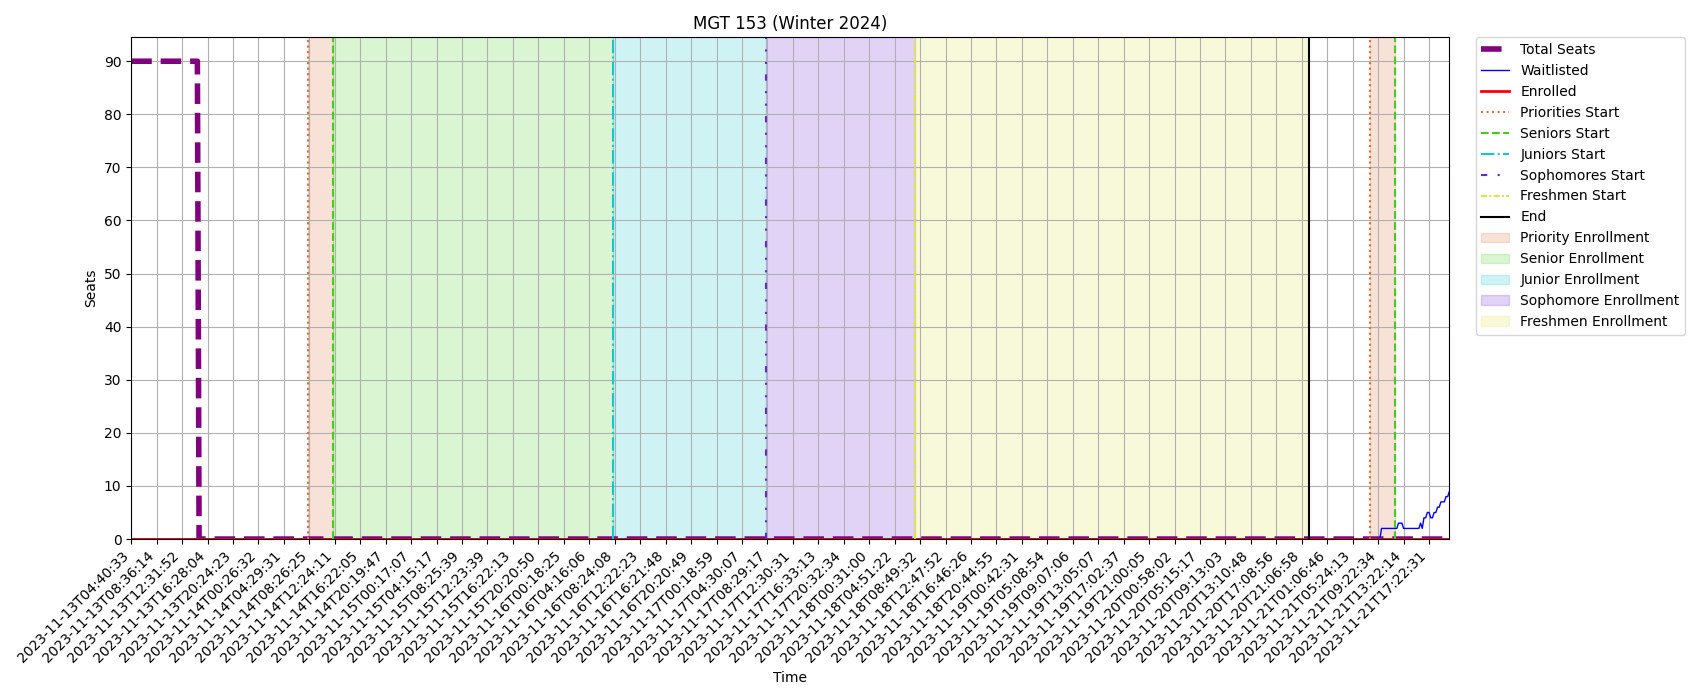 MGT 153 (Winter 2024)
Seats
90
80
70
60
50
40
30
20
10
0
2023-11-13T04:40:33
2023-11-13T08:36:14
2023-11-13T12:31:52
2023-11-13T16:28:04
2023-11-13T20:24:23
2023-11-14T00:26:32
2023-11-14T04:29:31
2023-11-14T08:26:25
2023-11-14T12:24:11
2023-11-14T16:22:05
2023-11-14T20:19:47
2023-11-15T00:17:07
2023-11-15T04:15:17
2023-11-15T08:25:39
2023-11-15T12:23:39
2023-11-15T16:22:13
2023-11-15T20:20:50
2023-11-16T00:18:25
2023-11-16T04:16:06
2023-11-16T08:24:08
2023-11-16T12:22:23
2023-11-16T16:21:48
2023-11-16T20:20:49
2023-11-17T00:18:59
2023-11-17T04:30:07
2023-11-17T08:29:17
2023-11-17T12:30:31
2023-11-17T16:33:13
2023-11-17T20:32:34
2023-11-18T00:31:00
2023-11-18T04:51:22
2023-11-18T08:49:32
2023-11-18T12:47:52
2023-11-18T16:46:26
2023-11-18T20:44:55
2023-11-19T00:42:31
2023-11-19T05:08:54
2023-11-19T09:07:06
2023-11-19T13:05:07
2023-11-19T17:02:37
2023-11-19T21:00:05
2023-11-20T00:58:02
2023-11-20T05:15:17
2023-11-20T09:13:03
2023-11-20T13:10:48
2023-11-20T17:08:56
2023-11-20T21:06:58
2023-11-21T01:06:46
2023-11-21T05:24:13
2023-11-21T09:22:34
2023-11-21T13:22:14
2023-11-21T17:22:31
Time
Total Seats
Waitlisted
Enrolled
Priorities Start
Seniors Start
Juniors Start
Sophomores Start
Freshmen Start
End
Priority Enrollment
Senior Enrollment
Junior Enrollment
Sophomore Enrollment
Freshmen Enrollment